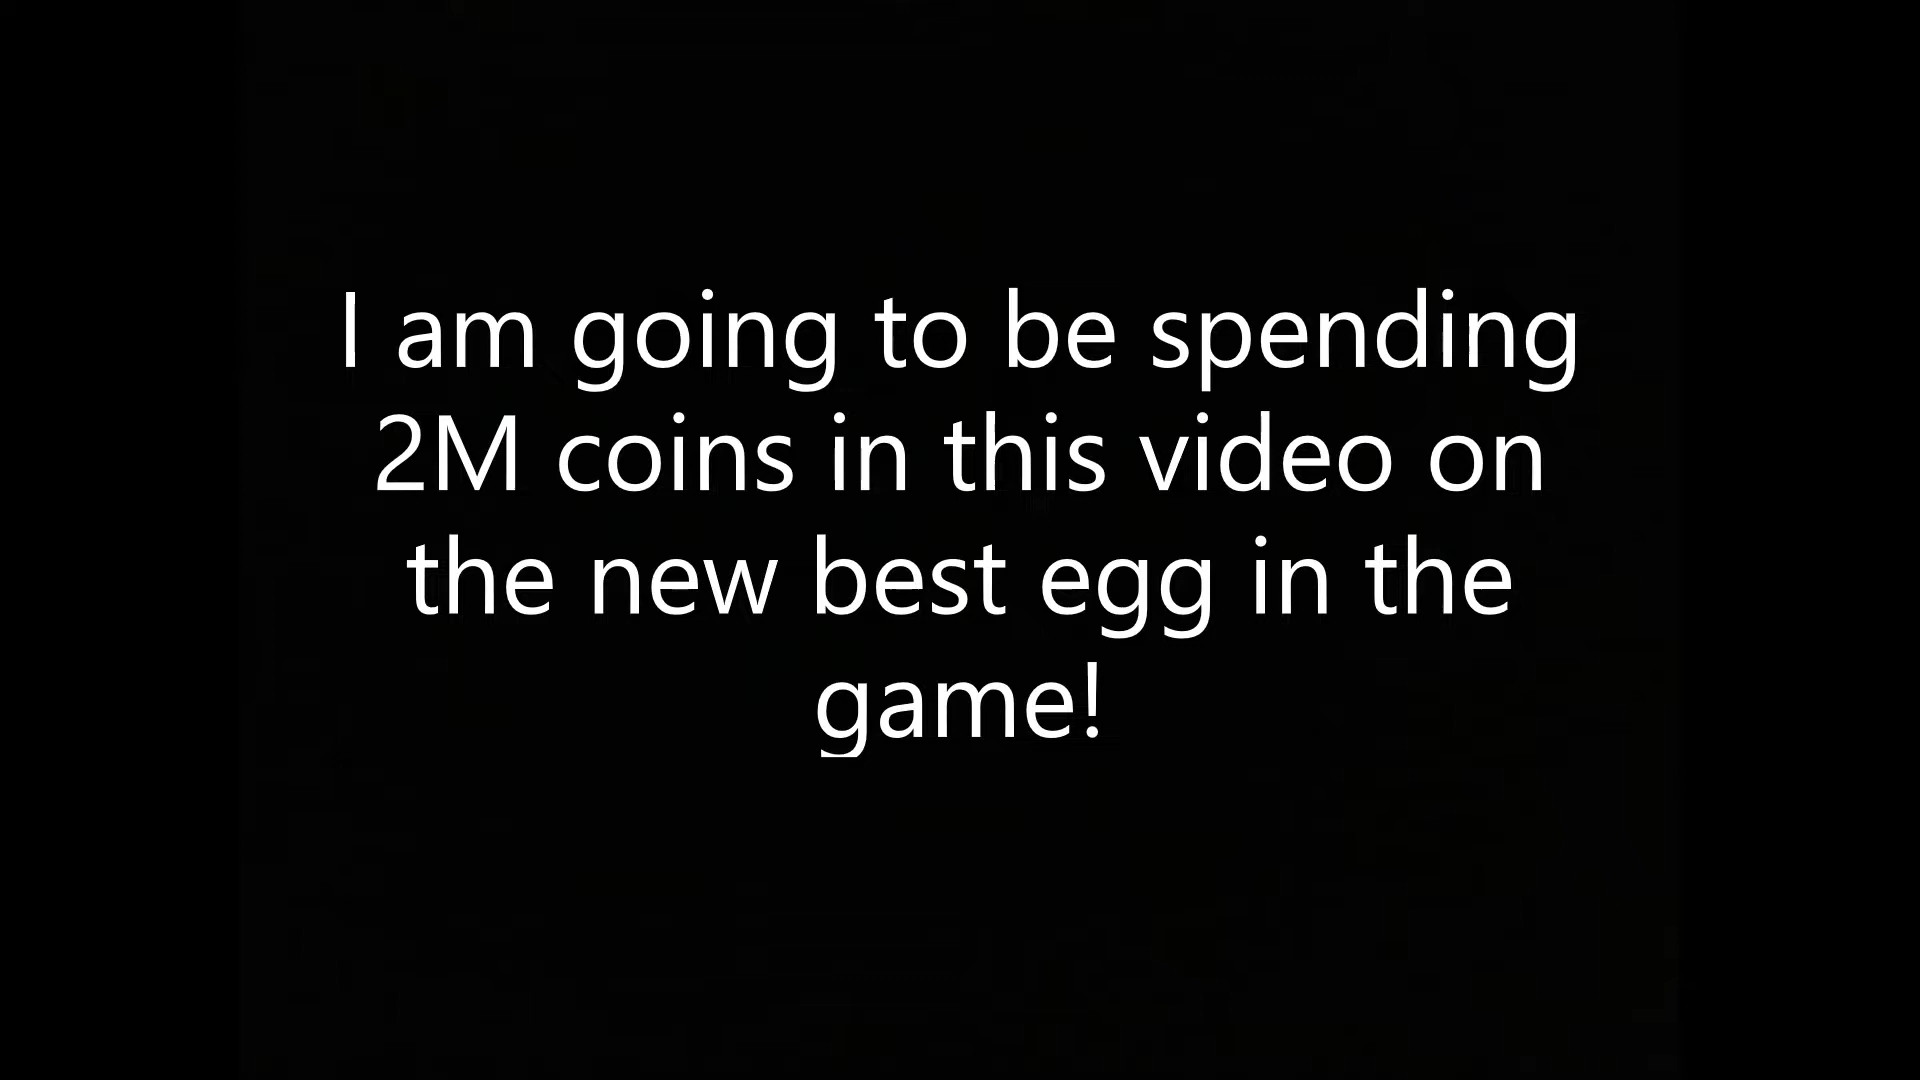 I am going to be spending
2M coins in this video on
the new best egg in the
game!